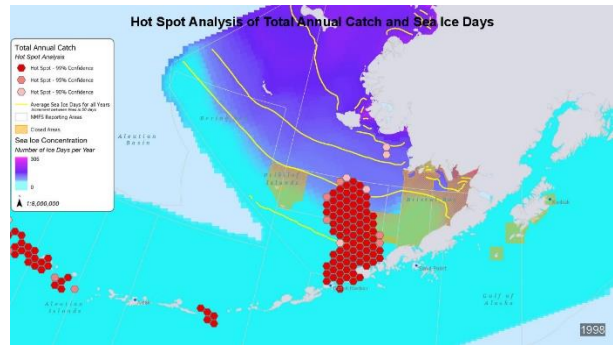 Hot Spot Analysis of Total Annual Catch and Sea Ice Days
Total Annual Catch
Hot Spot Analysis
Hot Spot - 99% Confidence
Hot Spot - 95% Confidence
Hot Spot - 90% Confidence
Average Sea Ice Days for all Years
NMFS Reporting Areas
Closed Areas
Sea Ice Concentration
Number of Ice Days per Year
0
1:6,000,000
Aleutian
Basin
Islands
Kodiak
Sand Point
Gulf of
Alaska
Aleutian
Islands
1998